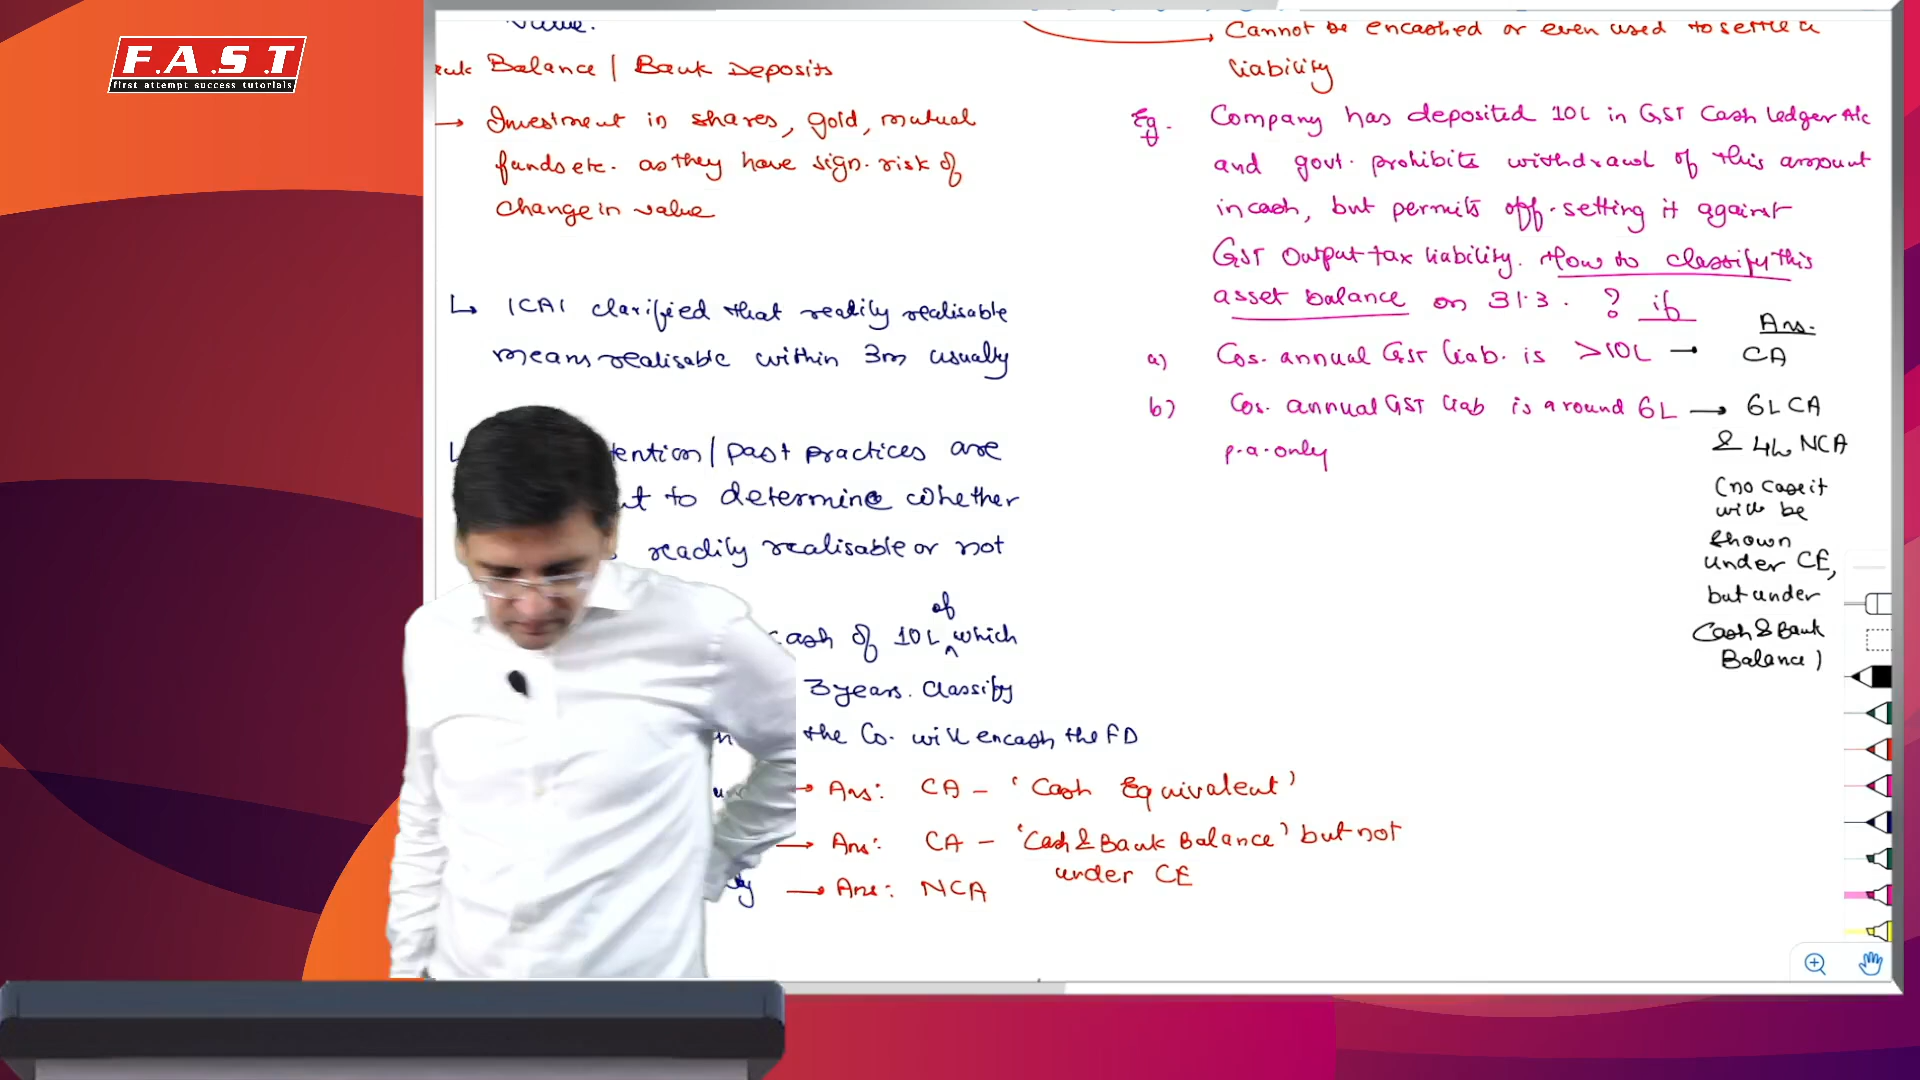 F.A.S.T
first attempt success tutorials
value.
Balance / Bank Deposits
→ Investment in shares, gold, mutual
funds etc. as they have sign. risk of
change in value
↳ ICAI clarified that readily realisable
means realisable within 3m usually
tention / past practices are
to determine whether
readily realisable or not
cash of 10L of which
3 years. Classify
the Co. will encash the FD
→ Ans: CA - 'Cash Equivalent'
→ Ans: CA - 'Cash & Bank Balance' but not
under CE
→ Ans: NCA
Cannot be encashed or even used to settle a
liability
Eg. Company has deposited 10L in GST Cash ledger A/c
and govt. prohibits withdrawl of this amount
in cash, but permits off-setting it against
GST Output tax liability. How to classify this
asset balance on 31.3. ? if
Ans.
a) Cos. annual GST liab. is >10L → CA
b) Cos. annual GST liab is around 6L → 6L CA
p.a. only
& 4L NCA
(no case it
will be
shown
under CE,
but under
Cash & Bank
Balance)